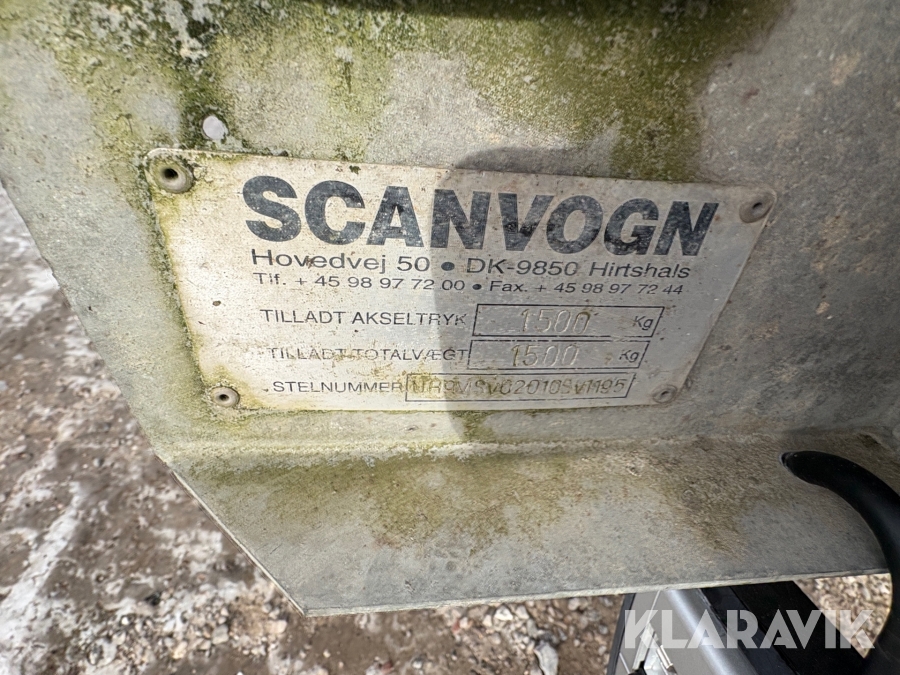 SCANVOGN
Hovedvej 50 • DK-9850 Hirtshals
Tlf. + 45 98 97 72 00 • Fax. + 45 98 97 72 44
TILLADT AKSELTRYK 1500 Kg
TILLADT TOTALVÆGT 1500 Kg
STELNUMMER
KLARAVIK